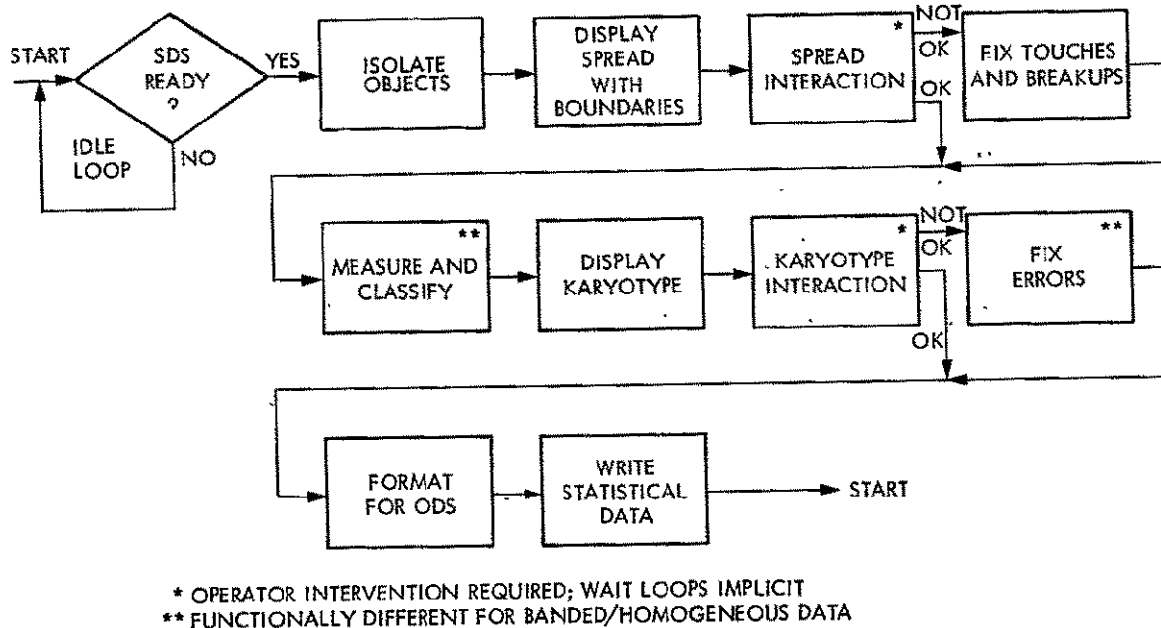 START
SDS
READY
?
YES
NO
IDLE
LOOP
ISOLATE
OBJECTS
DISPLAY
SPREAD
WITH
BOUNDARIES
*
SPREAD
INTERACTION
NOT
OK
OK
FIX TOUCHES
AND BREAKUPS
**
MEASURE AND
CLASSIFY
DISPLAY
KARYOTYPE
*
KARYOTYPE
INTERACTION
NOT
OK
OK
**
FIX
ERRORS
FORMAT
FOR ODS
WRITE
STATISTICAL
DATA
START
* OPERATOR INTERVENTION REQUIRED; WAIT LOOPS IMPLICIT
** FUNCTIONALLY DIFFERENT FOR BANDED/HOMOGENEOUS DATA